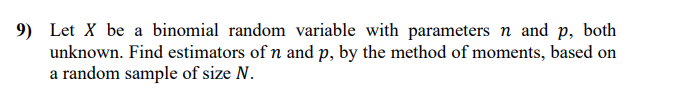 9) Let X be a binomial random variable with parameters n and p, both
unknown. Find estimators of n and p, by the method of moments, based on
a random sample of size N.